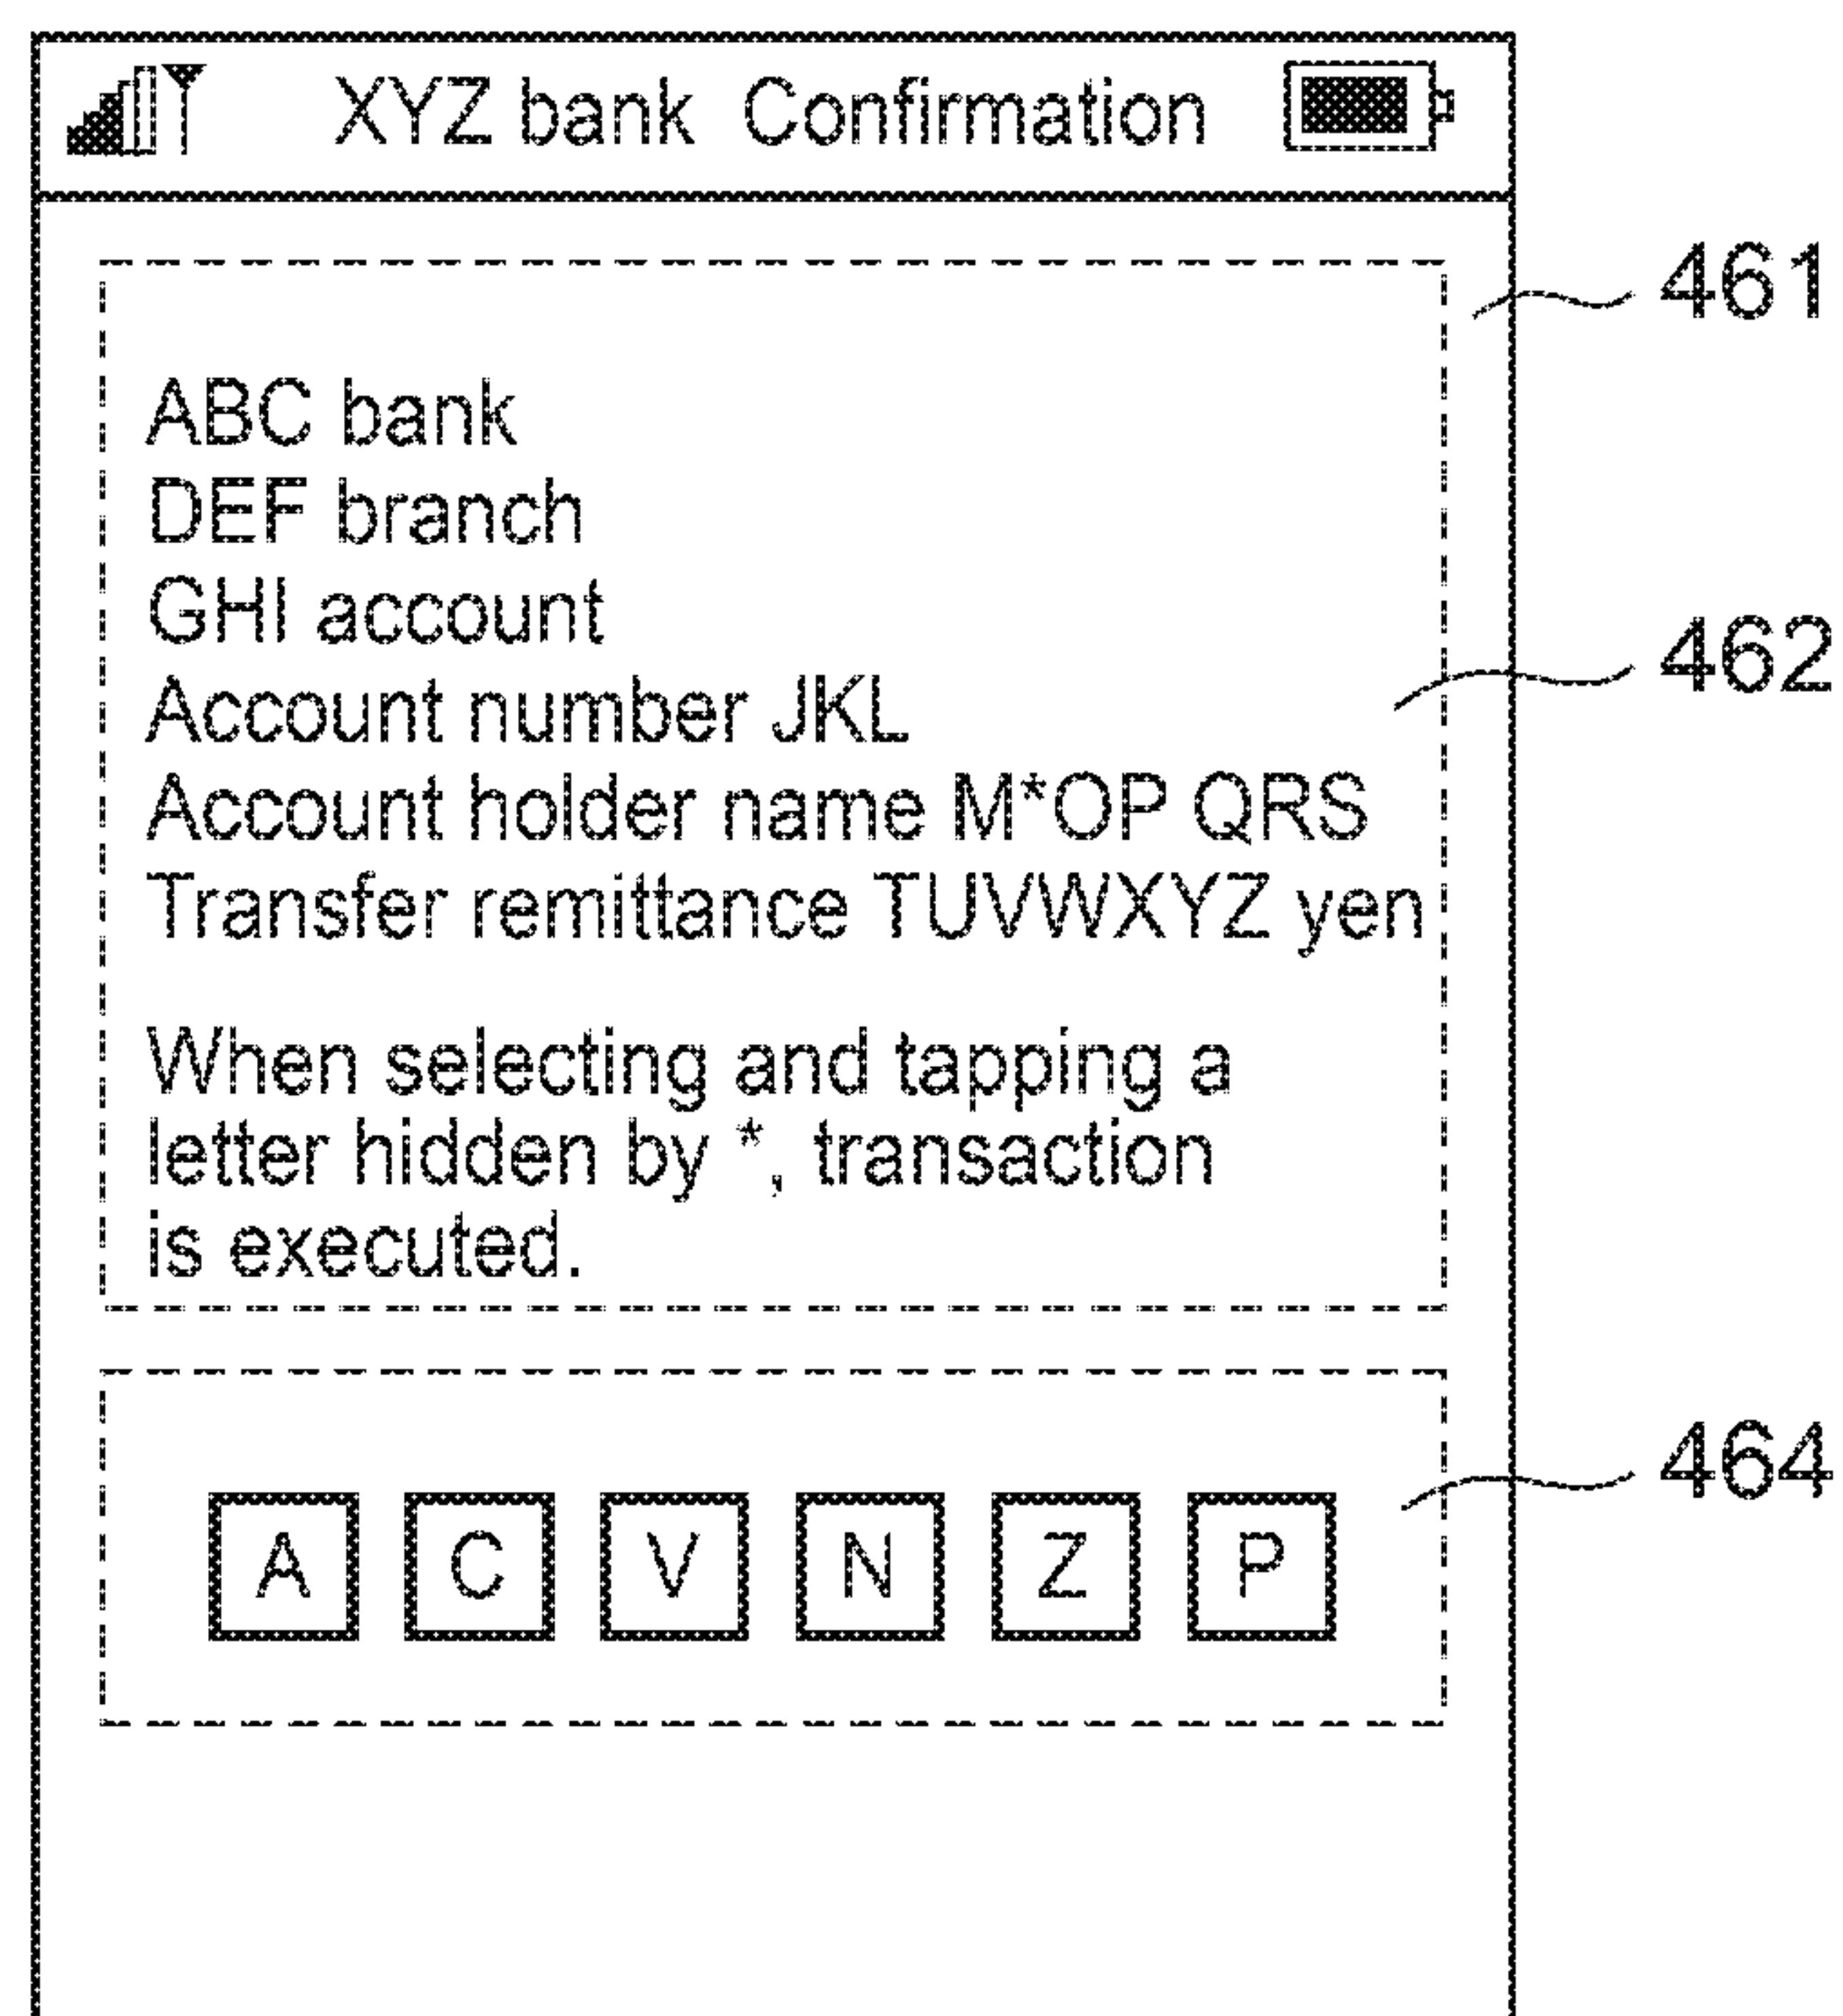 XYZ bank Confirmation
461
ABC bank
DEF branch
GHI account
462
Account number JKL
Account holder name M*OP QRS
Transfer remittance TUVWXYZ yen
When selecting and tapping a
letter hidden by *, transaction
is executed.
464
A C V N Z P